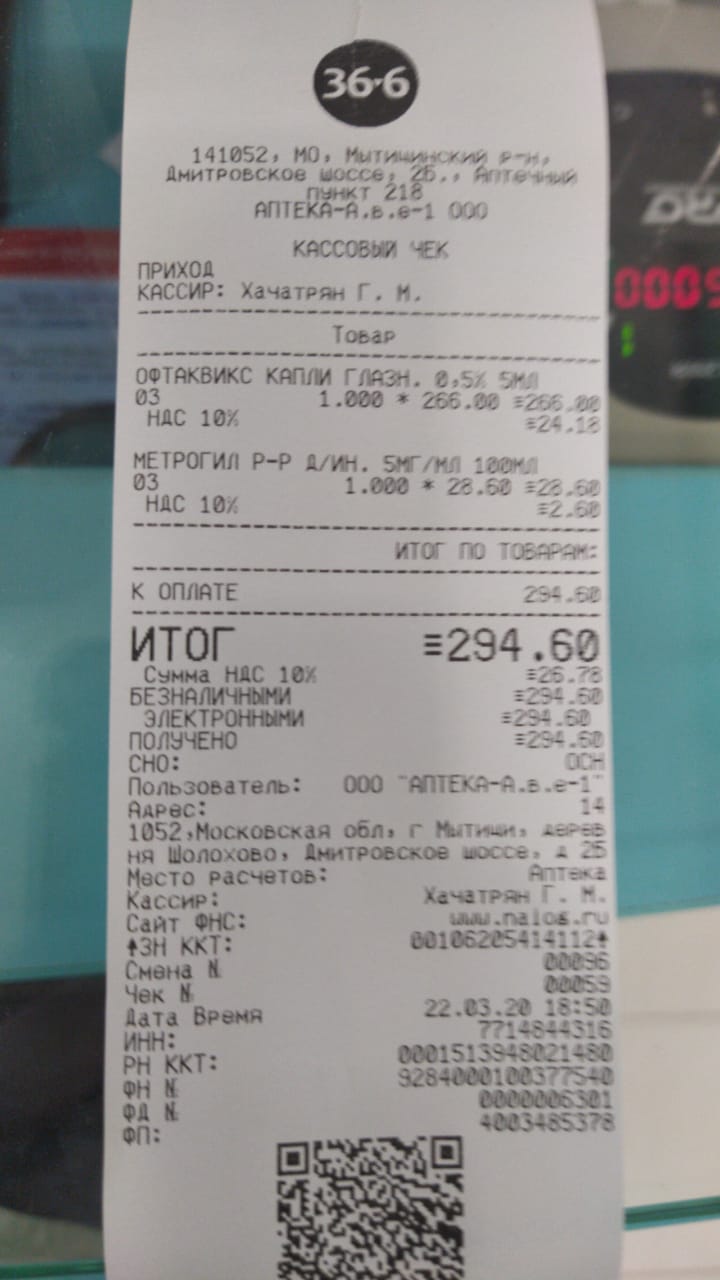 36·6
141052, МО, Мытищинский р-н,
Дмитровское шоссе, 2Б., Аптечный
пункт 218
АПТЕКА-А.в.е-1 ООО
КАССОВЫЙ ЧЕК
ПРИХОД
КАССИР: Хачатрян Г. М.
Товар
ОФТАКВИКС КАПЛИ ГЛАЗН. 0,5% 5МЛ
03 1.000 * 266.00 ≡266.00
НДС 10% ≡24.18
МЕТРОГИЛ Р-Р Д/ИН. 5МГ/МЛ 100МЛ
03 1.000 * 28.60 ≡28.60
НДС 10% ≡2.60
ИТОГ ПО ТОВАРАМ:
К ОПЛАТЕ 294.60
ИТОГ ≡294.60
Сумма НДС 10% ≡26.78
БЕЗНАЛИЧНЫМИ ≡294.60
ЭЛЕКТРОННЫМИ ≡294.60
ПОЛУЧЕНО ≡294.60
СНО: ОСН
Пользователь: ООО "АПТЕКА-А.в.е-1"
Адрес: 14
1052,Московская обл, г Мытищи, дерев
ня Шолохово, Дмитровское шоссе, д 2Б
Место расчетов: Аптека
Кассир: Хачатрян Г. М.
Сайт ФНС: www.nalog.ru
↑ЗН ККТ: 00106205414112↑
Смена № 00096
Чек № 00059
Дата Время 22.03.20 18:50
ИНН: 7714844316
РН ККТ: 0001513948021480
ФН № 9284000100377540
ФД № 0000006301
ФП: 4003485378